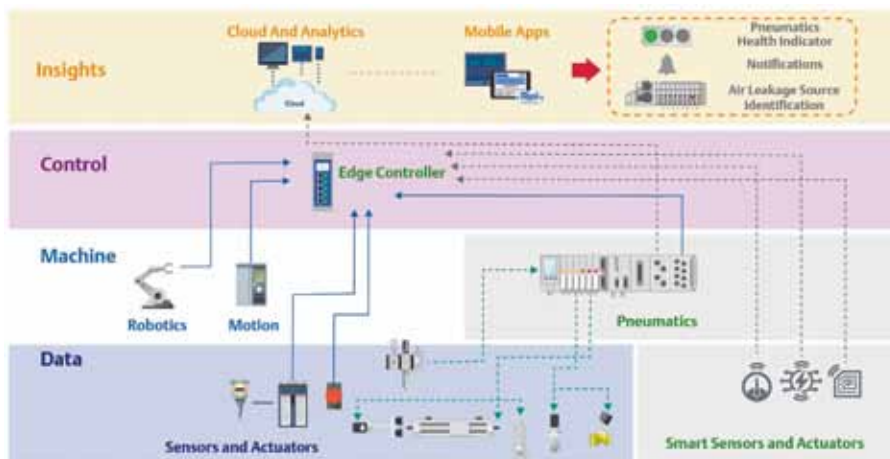 Insights
Cloud And Analytics
Cloud
Mobile Apps
Pneumatics
Health Indicator
Notifications
Air Leakage Source
Identification
Control
Edge Controller
Machine
Robotics
Motion
Pneumatics
Data
Sensors and Actuators
Smart Sensors and Actuators